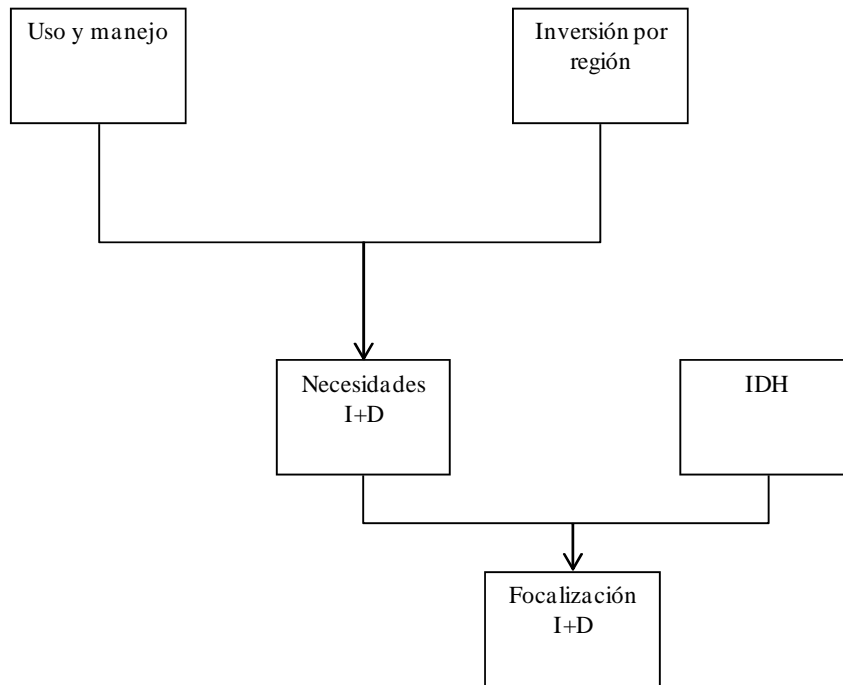 Uso y manejo
Inversión por
región
Necesidades
I+D
IDH
Focalización
I+D